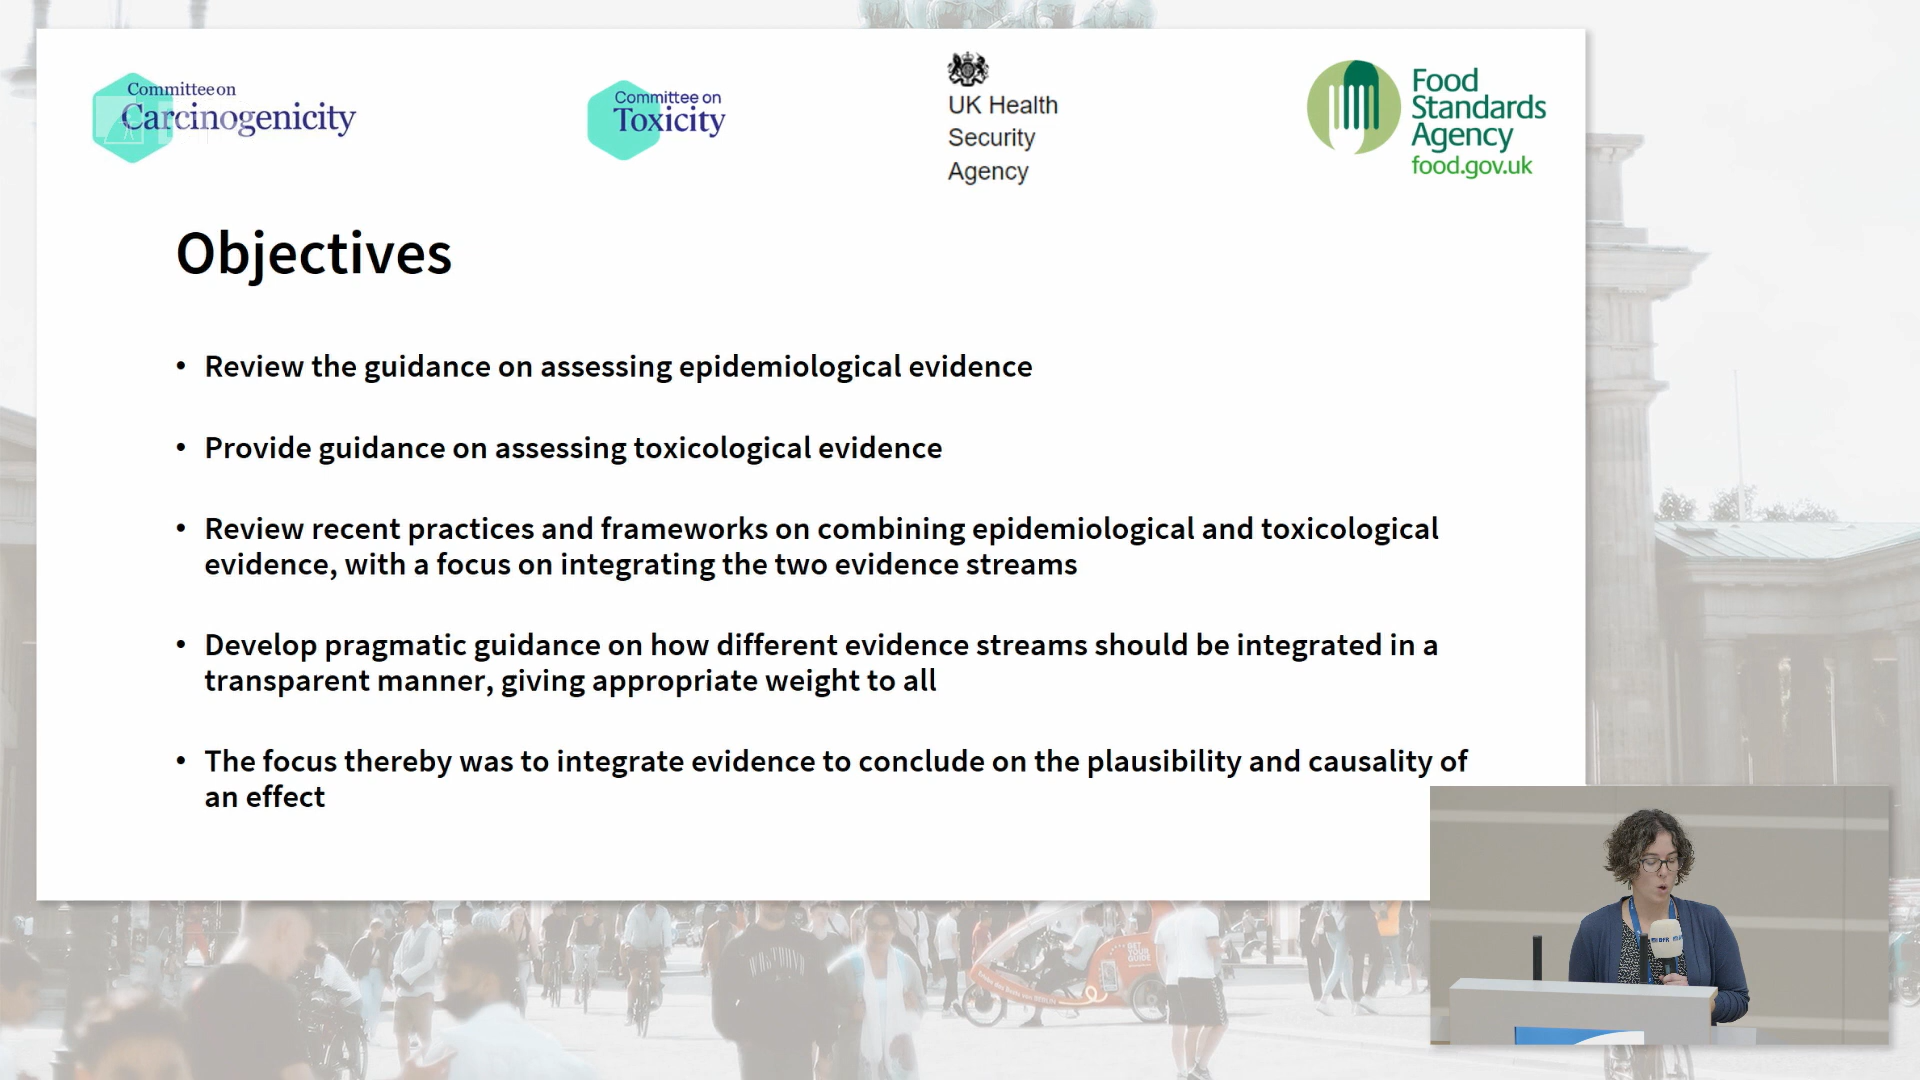 Committee on
Carcinogenicity
Committee on
Toxicity
UK Health
Security
Agency
Food
Standards
Agency
food.gov.uk
Objectives
• Review the guidance on assessing epidemiological evidence
• Provide guidance on assessing toxicological evidence
• Review recent practices and frameworks on combining epidemiological and toxicological
evidence, with a focus on integrating the two evidence streams
• Develop pragmatic guidance on how different evidence streams should be integrated in a
transparent manner, giving appropriate weight to all
• The focus thereby was to integrate evidence to conclude on the plausibility and causality of
an effect
BFR
GET
YOUR
GUIDE